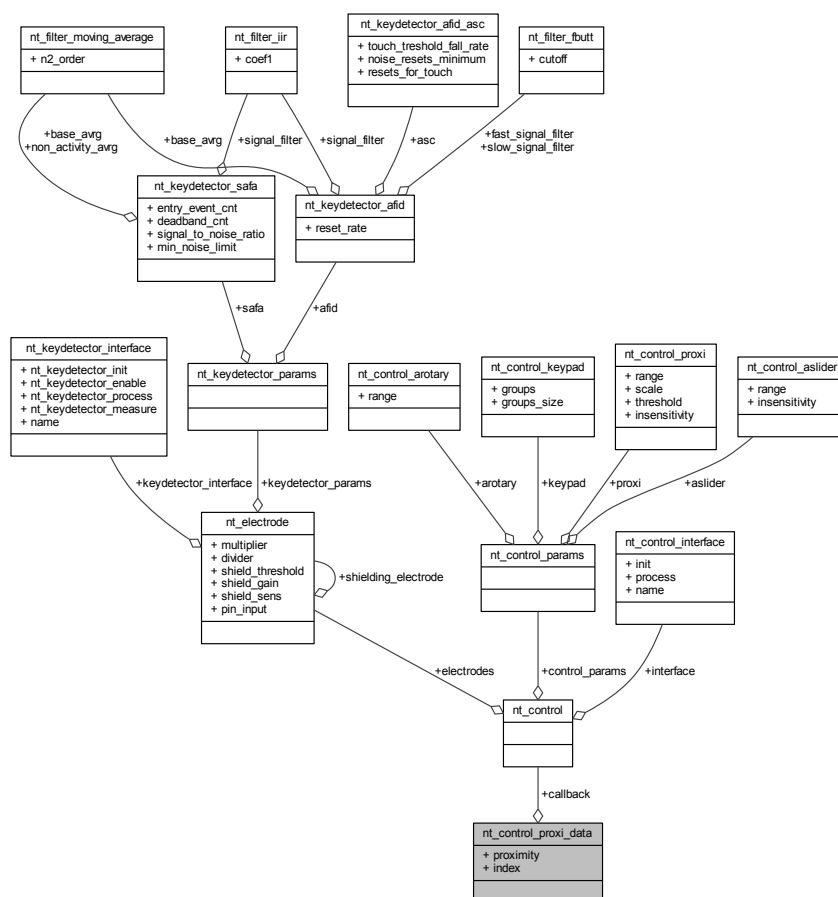 nt_filter_moving_average
+ n2_order
nt_filter_iir
+ coef1
nt_keydetector_afid_asc
+ touch_treshold_fall_rate
+ noise_resets_minimum
+ resets_for_touch
nt_filter_fbutt
+ cutoff
+base_avrg
+non_activity_avrg
+base_avrg
+signal_filter
+signal_filter
+asc
+fast_signal_filter
+slow_signal_filter
nt_keydetector_safa
+ entry_event_cnt
+ deadband_cnt
+ signal_to_noise_ratio
+ min_noise_limit
nt_keydetector_afid
+ reset_rate
+safa
+afid
nt_keydetector_interface
+ nt_keydetector_init
+ nt_keydetector_enable
+ nt_keydetector_process
+ nt_keydetector_measure
+ name
nt_keydetector_params
nt_control_arotary
+ range
nt_control_keypad
+ groups
+ groups_size
nt_control_proxi
+ range
+ scale
+ threshold
+ insensitivity
nt_control_aslider
+ range
+ insensitivity
+keydetector_interface
+keydetector_params
+arotary
+keypad
+proxi
+aslider
nt_electrode
+ multiplier
+ divider
+ shield_threshold
+ shield_gain
+ shield_sens
+ pin_input
+shielding_electrode
nt_control_params
nt_control_interface
+ init
+ process
+ name
+electrodes
+control_params
+interface
nt_control
+callback
nt_control_proxi_data
+ proximity
+ index